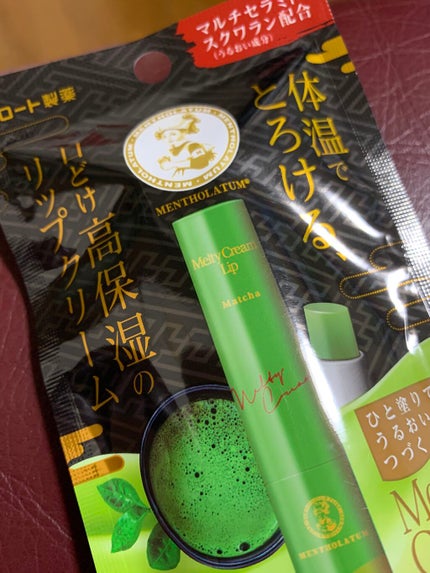 マルチセラミド
スクワラン配合
(うるおい成分)
ロート製薬
体温で
とろける、
口どけ高保湿の
リップクリーム
MENTHOLATUM
MENTHOLATUM®
Melty Cream
Lip
Matcha
Melty
Cream
ひと塗りで
うるおい
つづく
MENTHOLATUM